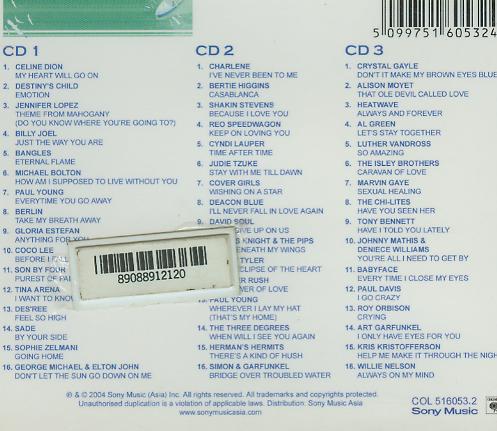 5 099751 605324
CD 1
1. CELINE DION
MY HEART WILL GO ON
2. DESTINY'S CHILD
EMOTION
3. JENNIFER LOPEZ
THEME FROM MAHOGANY
(DO YOU KNOW WHERE YOU'RE GOING TO?)
4. BILLY JOEL
JUST THE WAY YOU ARE
5. BANGLES
ETERNAL FLAME
6. MICHAEL BOLTON
HOW AM I SUPPOSED TO LIVE WITHOUT YOU
7. PAUL YOUNG
EVERYTIME YOU GO AWAY
8. BERLIN
TAKE MY BREATH AWAY
9. GLORIA ESTEFAN
ANYTHING FOR
10. COCO LEE
BEFORE I
11. SON BY FOUR
PUREST OF
12. TINA ARENA
I WANT TO
13. DES'REE
FEEL SO HIGH
14. SADE
BY YOUR SIDE
15. SOPHIE ZELMANI
GOING HOME
16. GEORGE MICHAEL & ELTON JOHN
DON'T LET THE SUN GO DOWN ON ME
CD 2
1. CHARLENE
I'VE NEVER BEEN TO ME
2. BERTIE HIGGINS
CASABLANCA
3. SHAKIN STEVENS
BECAUSE I LOVE YOU
4. REO SPEEDWAGON
KEEP ON LOVING YOU
5. CYNDI LAUPER
TIME AFTER TIME
6. JUDIE TZUKE
STAY WITH ME TILL DAWN
7. COVER GIRLS
WISHING ON A STAR
8. DEACON BLUE
I'LL NEVER FALL IN LOVE AGAIN
9. DAVID SOUL
GIVE UP ON US
KNIGHT & THE PIPS
BENEATH MY WINGS
TYLER
ECLIPSE OF THE HEART
RUSH
OF LOVE
13. PAUL YOUNG
WHEREVER I LAY MY HAT
(THAT'S MY HOME)
14. THE THREE DEGREES
WHEN WILL I SEE YOU AGAIN
15. HERMAN'S HERMITS
THERE'S A KIND OF HUSH
16. SIMON & GARFUNKEL
BRIDGE OVER TROUBLED WATER
CD 3
1. CRYSTAL GAYLE
DON'T IT MAKE MY BROWN EYES BLUE
2. ALISON MOYET
THAT OLE DEVIL CALLED LOVE
3. HEATWAVE
ALWAYS AND FOREVER
4. AL GREEN
LET'S STAY TOGETHER
5. LUTHER VANDROSS
SO AMAZING
6. THE ISLEY BROTHERS
CARAVAN OF LOVE
7. MARVIN GAYE
SEXUAL HEALING
8. THE CHI-LITES
HAVE YOU SEEN HER
9. TONY BENNETT
HAVE I TOLD YOU LATELY
10. JOHNNY MATHIS &
DENIECE WILLIAMS
YOU'RE ALL I NEED TO GET BY
11. BABYFACE
EVERY TIME I CLOSE MY EYES
12. PAUL DAVIS
I GO CRAZY
13. ROY ORBISON
CRYING
14. ART GARFUNKEL
I ONLY HAVE EYES FOR YOU
15. KRIS KRISTOFFERSON
HELP ME MAKE IT THROUGH THE NIGH
16. WILLIE NELSON
ALWAYS ON MY MIND
89088912120
℗ & © 2004 Sony Music (Asia) Inc. All rights reserved. All trademarks and copyrights protected.
Unauthorised duplication is a violation of applicable laws. Distribution: Sony Music Asia
www.sonymusicasia.com
COL 516053.2
Sony Music